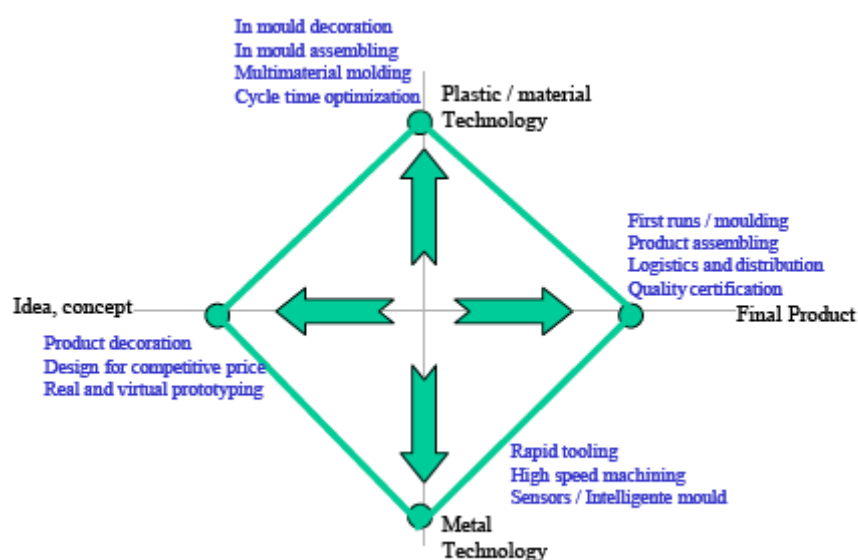 In mould decoration
In mould assembling
Multimaterial molding
Cycle time optimization
Plastic / material
Technology
First runs / moulding
Product assembling
Logistics and distribution
Quality certification
Idea, concept
Final Product
Product decoration
Design for competitive price
Real and virtual prototyping
Rapid tooling
High speed machining
Sensors / Intelligente mould
Metal
Technology